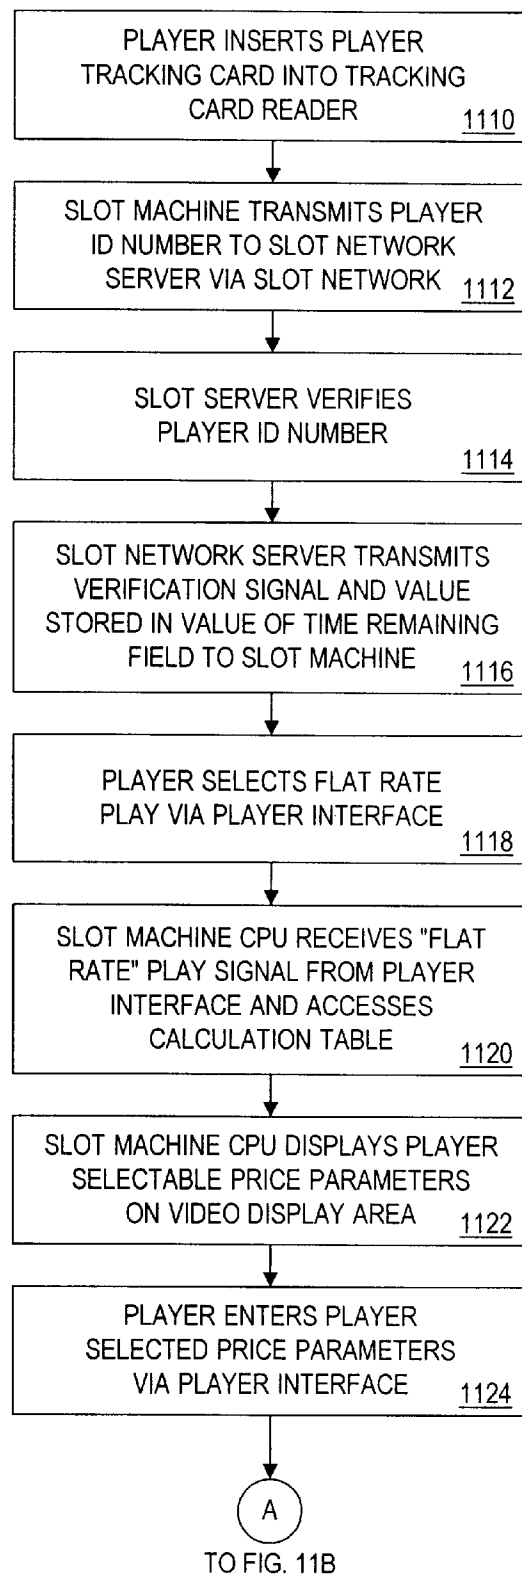 PLAYER INSERTS PLAYER
TRACKING CARD INTO TRACKING
CARD READER
1110
SLOT MACHINE TRANSMITS PLAYER
ID NUMBER TO SLOT NETWORK
SERVER VIA SLOT NETWORK
1112
SLOT SERVER VERIFIES
PLAYER ID NUMBER
1114
SLOT NETWORK SERVER TRANSMITS
VERIFICATION SIGNAL AND VALUE
STORED IN VALUE OF TIME REMAINING
FIELD TO SLOT MACHINE
1116
PLAYER SELECTS FLAT RATE
PLAY VIA PLAYER INTERFACE
1118
SLOT MACHINE CPU RECEIVES "FLAT
RATE" PLAY SIGNAL FROM PLAYER
INTERFACE AND ACCESSES
CALCULATION TABLE
1120
SLOT MACHINE CPU DISPLAYS PLAYER
SELECTABLE PRICE PARAMETERS
ON VIDEO DISPLAY AREA
1122
PLAYER ENTERS PLAYER
SELECTED PRICE PARAMETERS
VIA PLAYER INTERFACE
1124
A
TO FIG. 11B